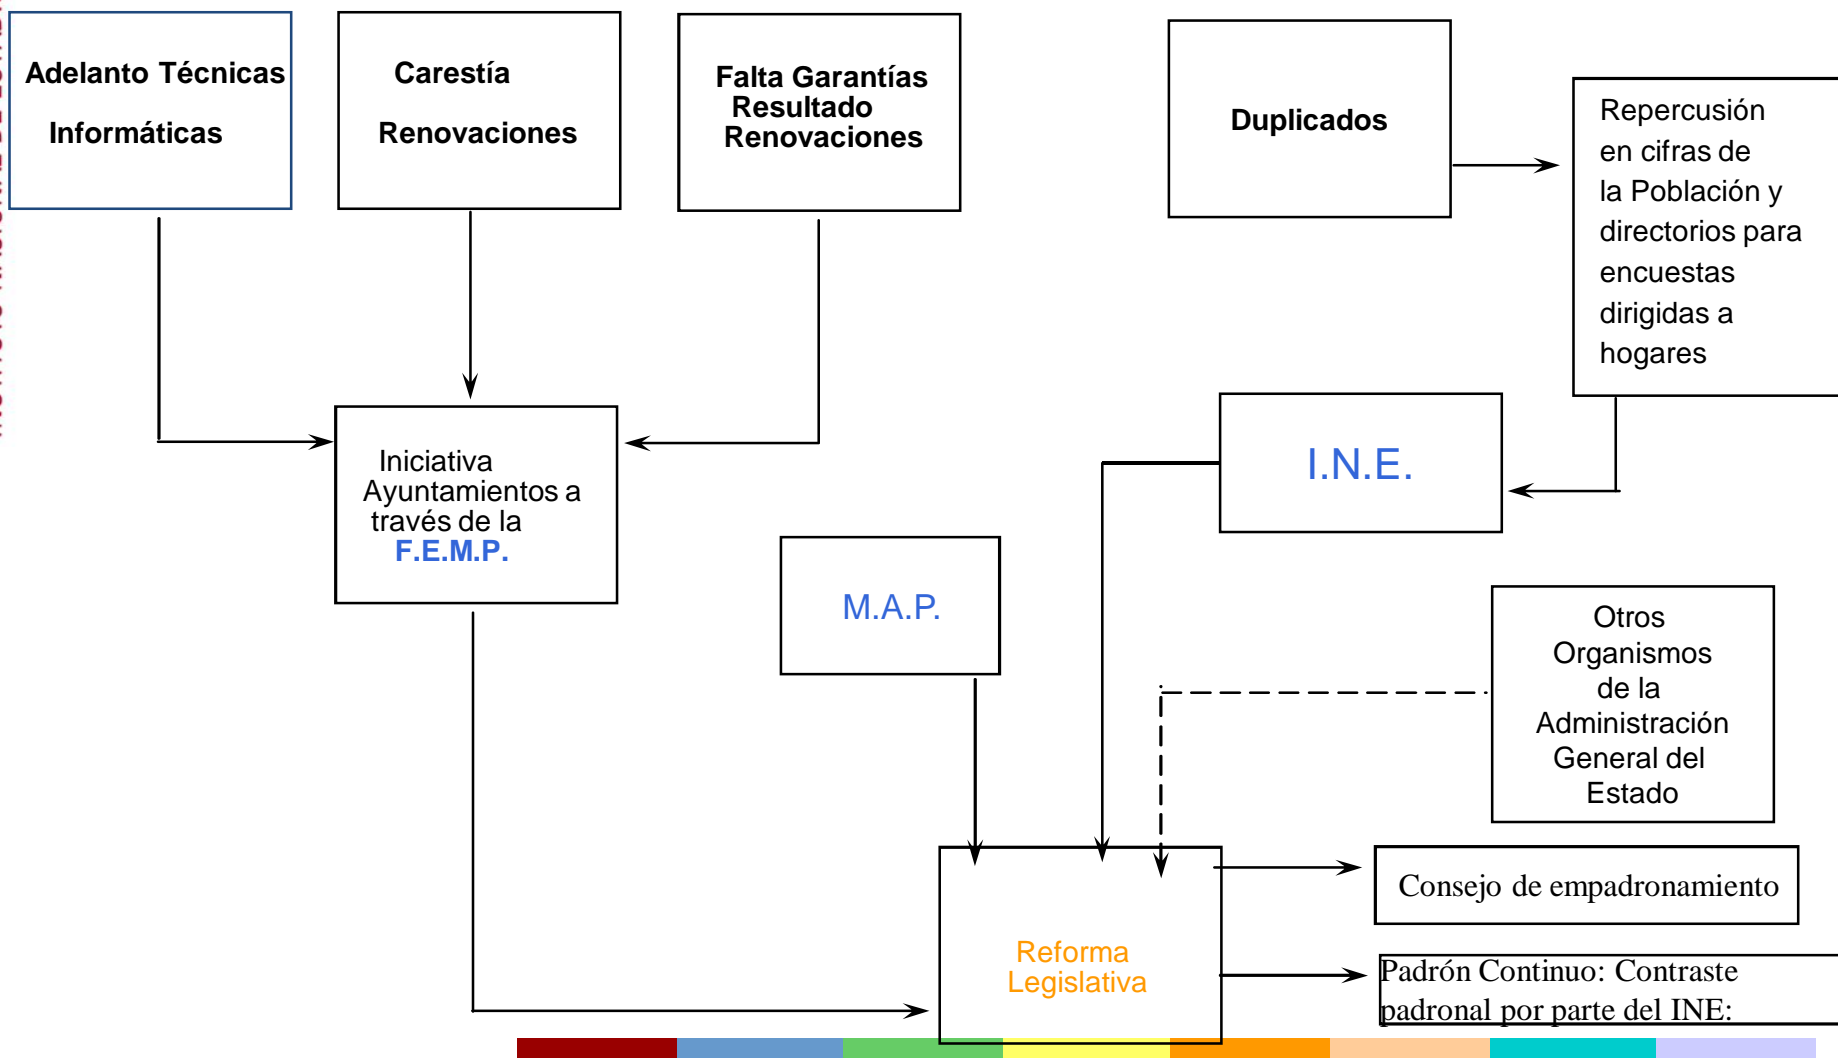 Adelanto Técnicas
Informáticas
Carestía
Renovaciones
Falta Garantías
Resultado
Renovaciones
Duplicados
Repercusión
en cifras de
la Población y
directorios para
encuestas
dirigidas a
hogares
Iniciativa
Ayuntamientos a
través de la
F.E.M.P.
I.N.E.
M.A.P.
Otros
Organismos
de la
Administración
General del
Estado
Reforma
Legislativa
Consejo de empadronamiento
Padrón Continuo: Contraste
padronal por parte del INE: